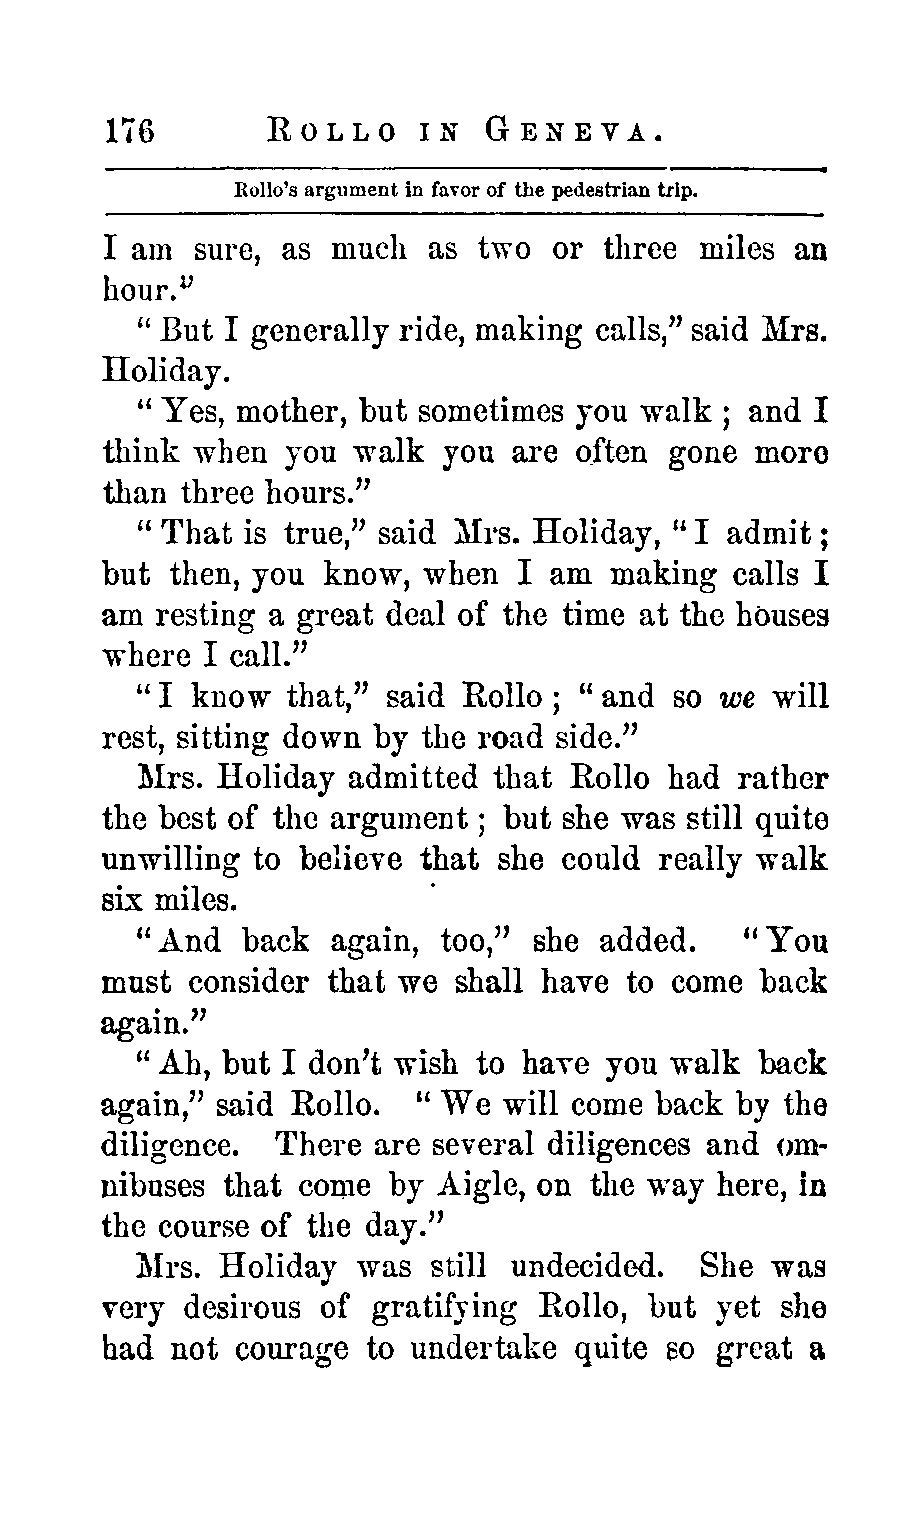 176 ROLLO IN GENEVA.
Rollo's argument in favor of the pedestrian trip.
I am sure, as much as two or three miles an
hour."
"But I generally ride, making calls," said Mrs.
Holiday.
"Yes, mother, but sometimes you walk; and I
think when you walk you are often gone more
than three hours."
"That is true," said Mrs. Holiday, "I admit;
but then, you know, when I am making calls I
am resting a great deal of the time at the houses
where I call."
"I know that," said Rollo; "and so we will
rest, sitting down by the road side."
Mrs. Holiday admitted that Rollo had rather
the best of the argument; but she was still quite
unwilling to believe that she could really walk
six miles.
"And back again, too," she added. "You
must consider that we shall have to come back
again."
"Ah, but I don't wish to have you walk back
again," said Rollo. "We will come back by the
diligence. There are several diligences and om-
nibuses that come by Aigle, on the way here, in
the course of the day."
Mrs. Holiday was still undecided. She was
very desirous of gratifying Rollo, but yet she
had not courage to undertake quite so great a